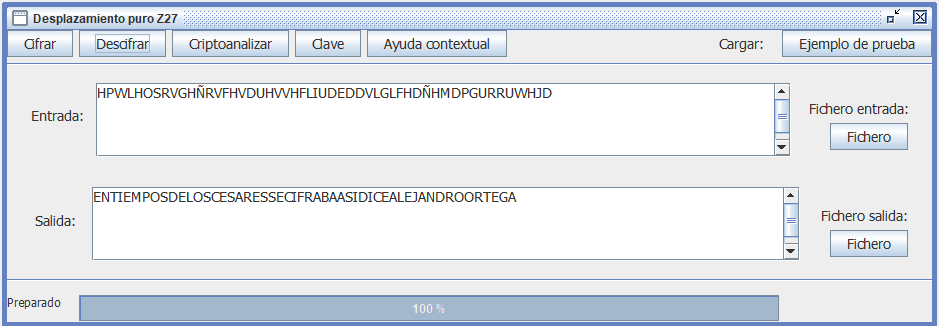 Desplazamiento puro Z27
Cifrar Descifrar Criptoanalizar Clave Ayuda contextual Cargar: Ejemplo de prueba
Entrada:
HPWLHOSRVGHÑRVFHVDUHVVHFLIUDEDDVLGLFHDÑHMDPGURRUWHJD
Fichero entrada:
Fichero
Salida:
ENTIEMPOSDELOSCESARESSECIFRABAASIDICEALEJANDROORTEGA
Fichero salida:
Fichero
Preparado
100 %